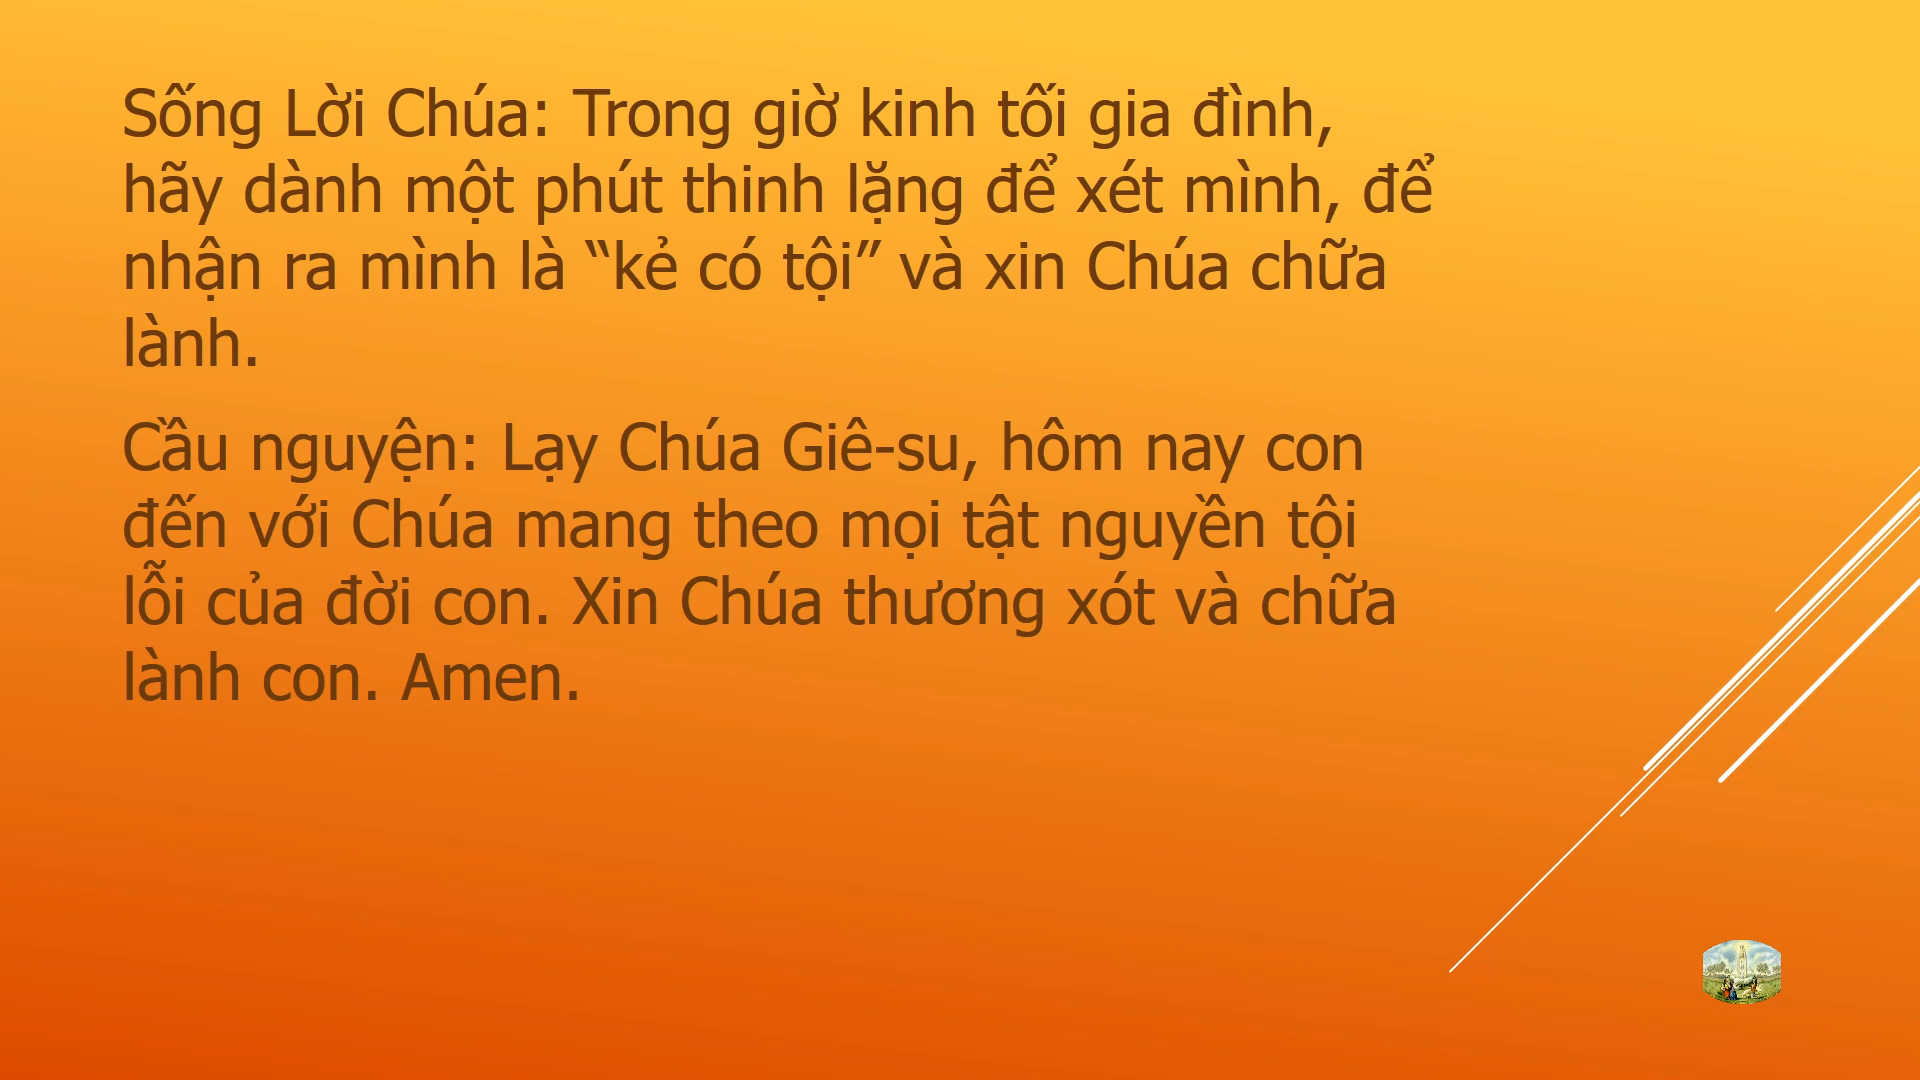 Sống Lời Chúa: Trong giờ kinh tối gia đình,
hãy dành một phút thinh lặng để xét mình, để
nhận ra mình là “kẻ có tội” và xin Chúa chữa
lành.
Cầu nguyện: Lạy Chúa Giê-su, hôm nay con
đến với Chúa mang theo mọi tật nguyền tội
lỗi của đời con. Xin Chúa thương xót và chữa
lành con. Amen.